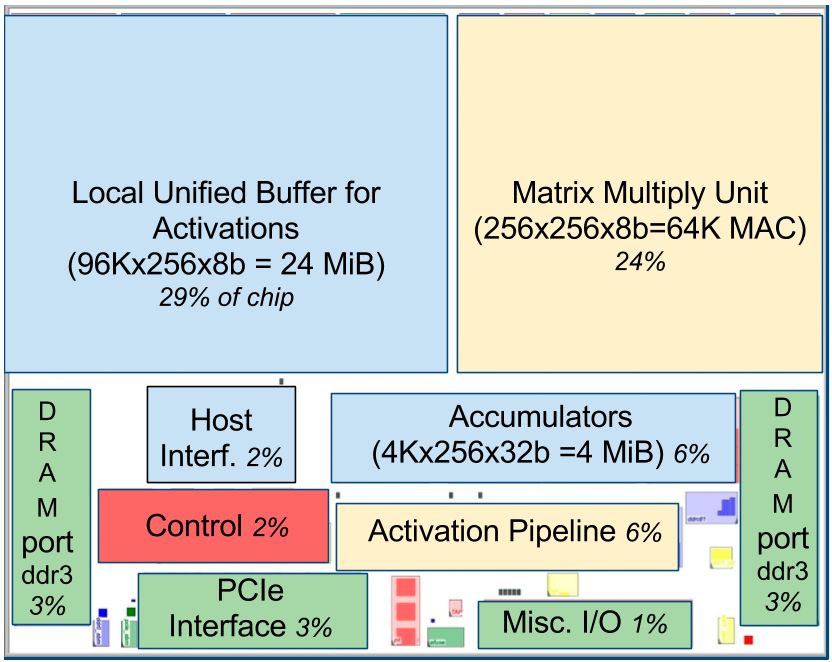 Local Unified Buffer for
Activations
(96Kx256x8b = 24 MiB)
29% of chip
Matrix Multiply Unit
(256x256x8b=64K MAC)
24%
D
R
A
M
port
ddr3
3%
Host
Interf. 2%
Accumulators
(4Kx256x32b =4 MiB) 6%
D
R
A
M
port
ddr3
3%
Control 2%
Activation Pipeline 6%
PCIe
Interface 3%
Misc. I/O 1%